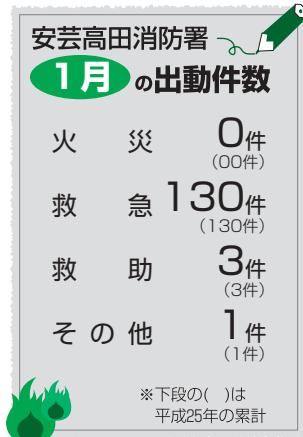 安芸高田消防署
1月の出動件数
火災 0件
(00件)
救急 130件
(130件)
救助 3件
(3件)
その他 1件
(1件)
※下段の( )は
平成25年の累計